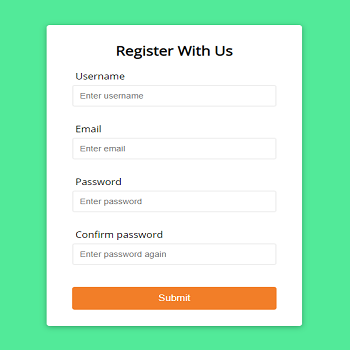 Register With Us
Username
Enter username
Email
Enter email
Password
Enter password
Confirm password
Enter password again
Submit